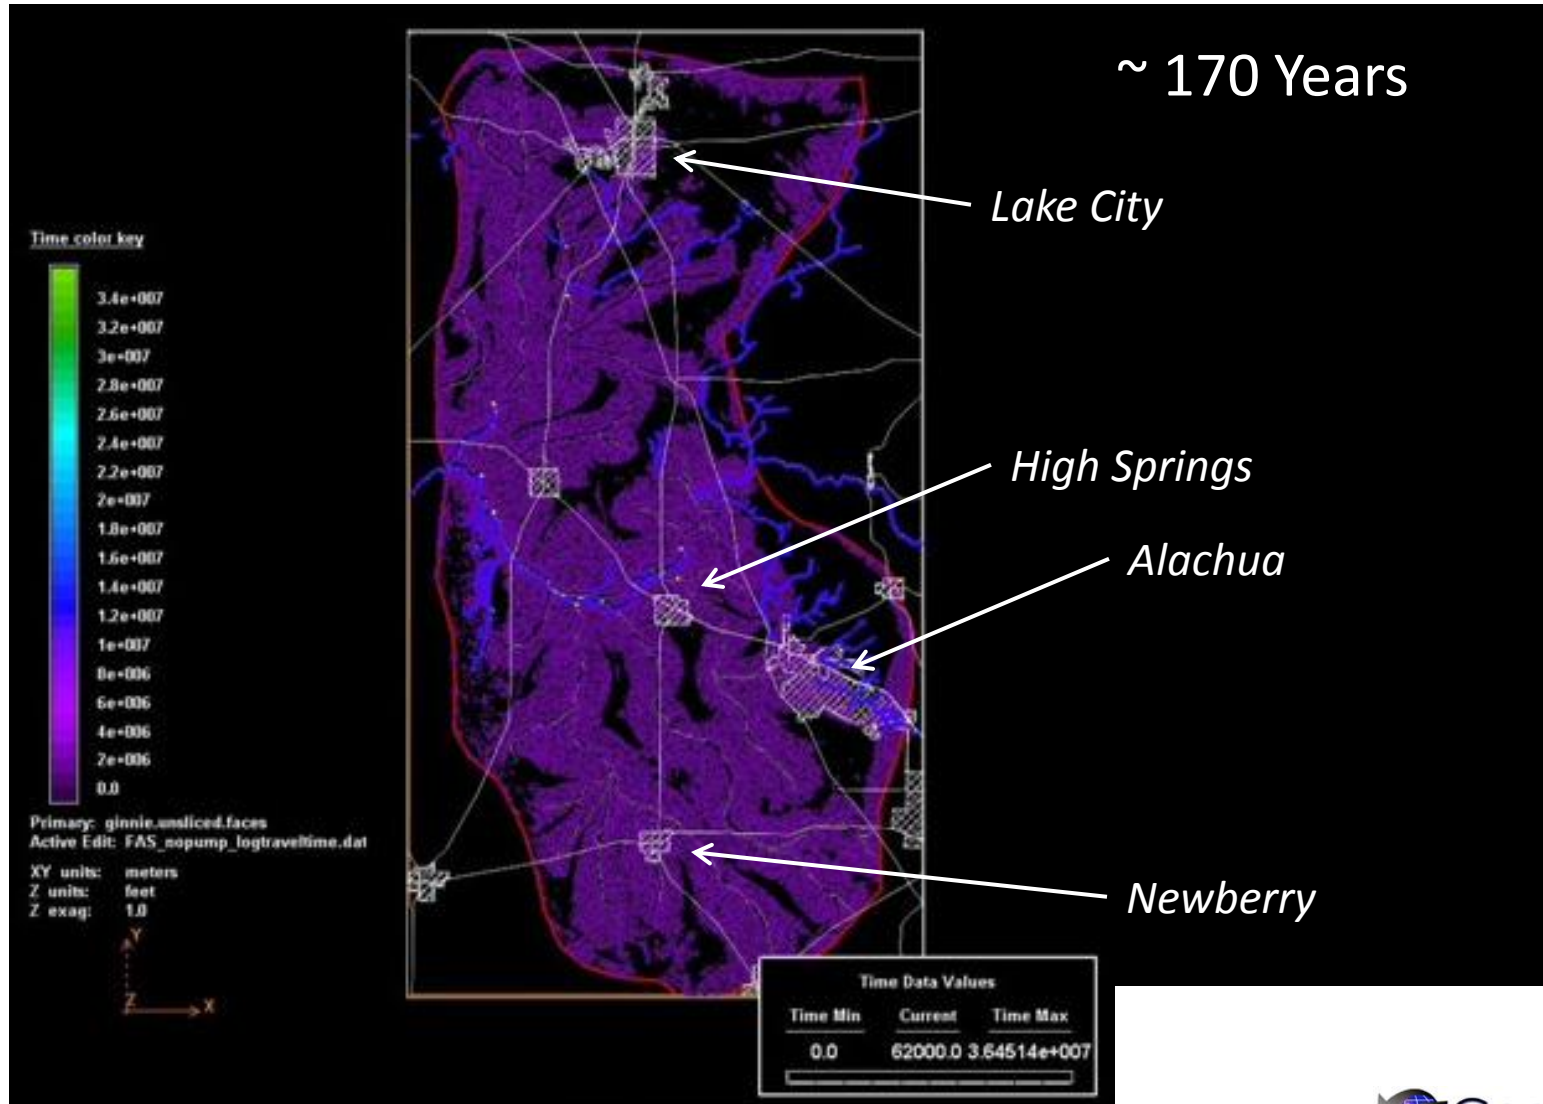 ~ 170 Years
Lake City
High Springs
Alachua
Newberry
Time color key
3.4e+007
3.2e+007
3e+007
2.8e+007
2.6e+007
2.4e+007
2.2e+007
2e+007
1.8e+007
1.6e+007
1.4e+007
1.2e+007
1e+007
8e+006
6e+006
4e+006
2e+006
0.0
Primary: ginnie.unsliced.faces
Active Edit: FAS_nopump_logtraveltime.dat
XY units: meters
Z units: feet
Z exag: 1.0
Y
Z
X
Time Data Values
Time Min Current Time Max
0.0 62000.0 3.64514e+007